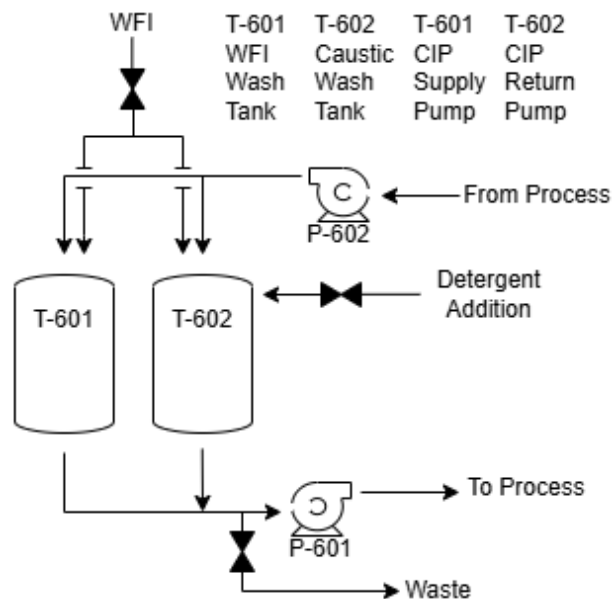 WFI
T-601 T-602 T-601 T-602
WFI Caustic CIP CIP
Wash Wash Supply Return
Tank Tank Pump Pump
From Process
P-602
T-601
T-602
Detergent
Addition
To Process
P-601
Waste